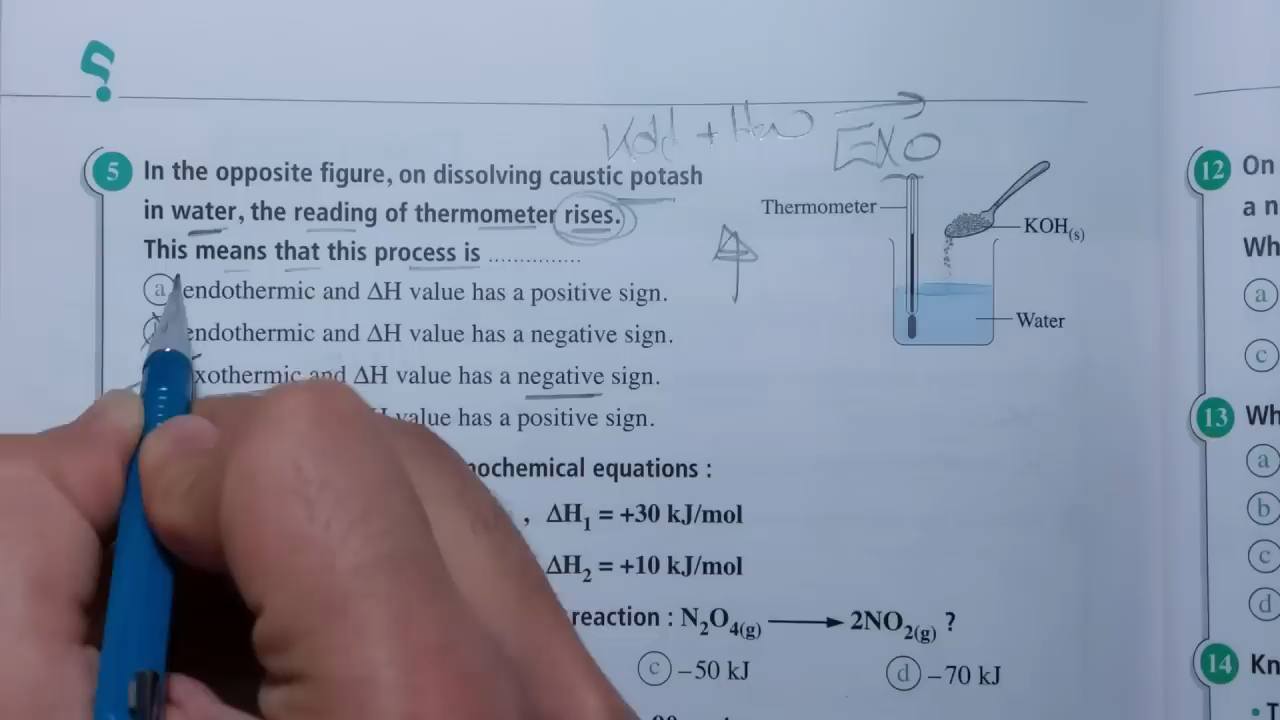 EXO
5 In the opposite figure, on dissolving caustic potash
in water, the reading of thermometer rises.
This means that this process is ...............
a endothermic and ΔH value has a positive sign.
endothermic and ΔH value has a negative sign.
xothermic and ΔH value has a negative sign.
value has a positive sign.
Thermometer
KOH(s)
Water
ochemical equations :
, ΔH₁ = +30 kJ/mol
ΔH₂ = +10 kJ/mol
reaction : N₂O₄(g) ⟶ 2NO₂(g) ?
c –50 kJ
d –70 kJ
12 On
a n
Wh
a
c
13 Wh
a
b
c
d
14 Kn